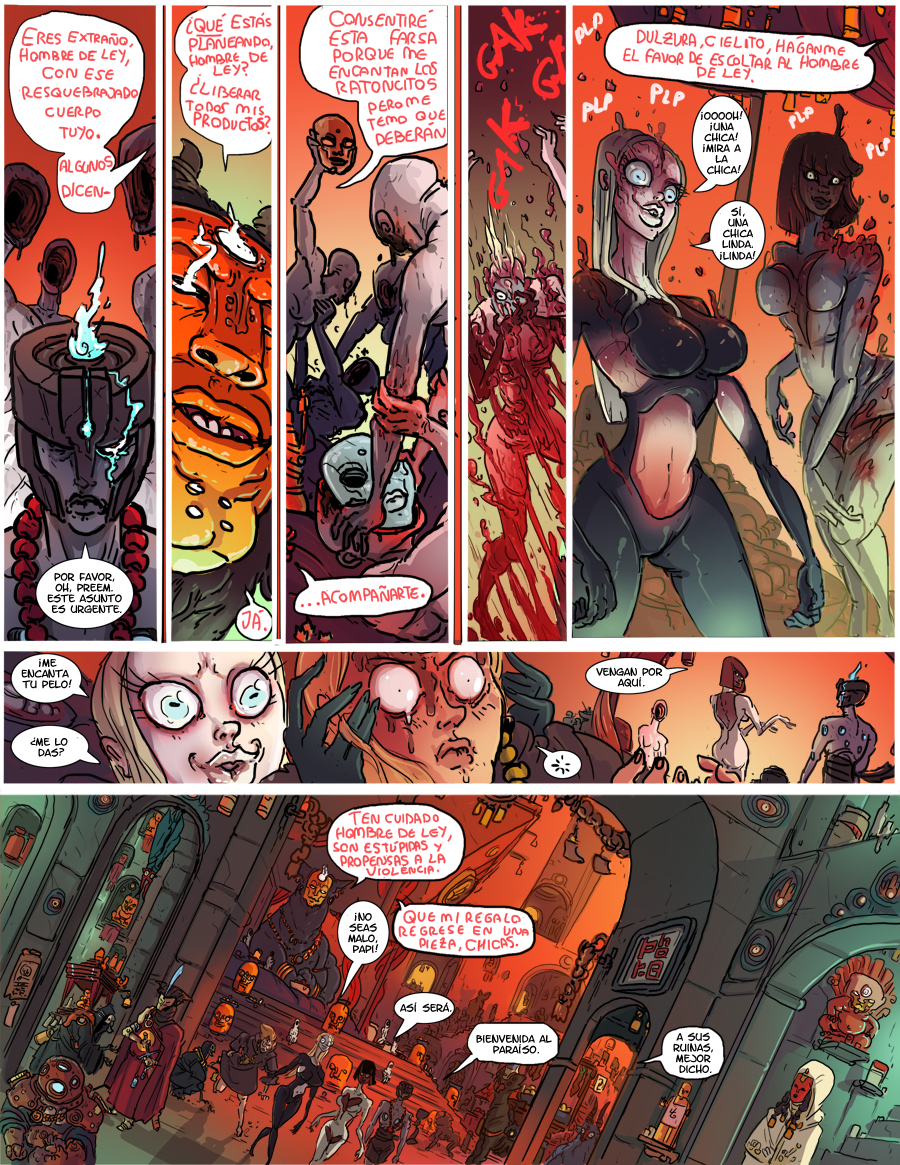 ERES EXTRAÑO,
HOMBRE DE LEY,
CON ESE
RESQUEBRAJADO
CUERPO
TUYO.
ALGUNOS
DICEN-
POR FAVOR,
OH, PREEM.
ESTE ASUNTO
ES URGENTE.
¿QUÉ ESTÁS
PLANEANDO,
HOMBRE DE
LEY?
¿LIBERAR
TODOS MIS
PRODUCTOS?
JÁ.
CONSENTIRÉ
ESTA FARSA
PORQUE ME
ENCANTAN LOS
RATONCITOS
PERO ME
TEMO QUE
DEBERÁN
...ACOMPAÑARTE.
GAK
GAK
GAK
GAK
DULZURA, CIELITO, HÁGANME
EL FAVOR DE ESCOLTAR AL HOMBRE
DE LEY.
PLP
PLP
PLP
PLP
PLP
PLP
¡OOOOH!
¡UNA
CHICA!
¡MIRA A
LA
CHICA!
SÍ,
UNA
CHICA
LINDA.
¡LINDA!
¡ME
ENCANTA
TU PELO!
¿ME LO
DAS?
VENGAN POR
AQUÍ.
TEN CUIDADO
HOMBRE DE LEY,
SON ESTÚPIDAS Y
PROPENSAS A LA
VIOLENCIA.
¡NO
SEAS
MALO,
PAPI!
QUE MI REGALO
REGRESE EN UNA
PIEZA, CHICAS.
ASÍ SERÁ.
BIENVENIDA AL
PARAÍSO.
A SUS
RUINAS,
MEJOR
DICHO.